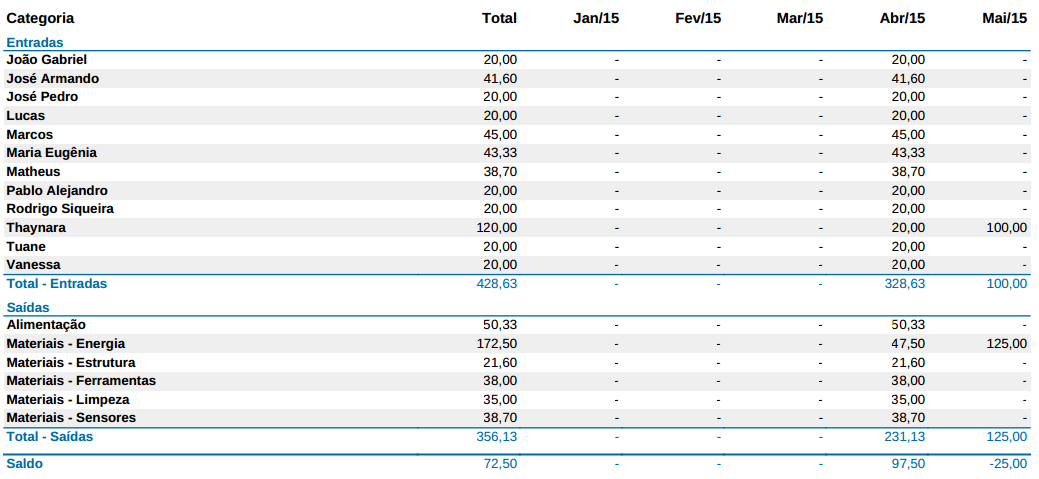 Categoria Total Jan/15 Fev/15 Mar/15 Abr/15 Mai/15
Entradas
João Gabriel 20,00 - - - 20,00 -
José Armando 41,60 - - - 41,60 -
José Pedro 20,00 - - - 20,00 -
Lucas 20,00 - - - 20,00 -
Marcos 45,00 - - - 45,00 -
Maria Eugênia 43,33 - - - 43,33 -
Matheus 38,70 - - - 38,70 -
Pablo Alejandro 20,00 - - - 20,00 -
Rodrigo Siqueira 20,00 - - - 20,00 -
Thaynara 120,00 - - - 20,00 100,00
Tuane 20,00 - - - 20,00 -
Vanessa 20,00 - - - 20,00 -
Total - Entradas 428,63 - - - 328,63 100,00
Saídas
Alimentação 50,33 - - - 50,33 -
Materiais - Energia 172,50 - - - 47,50 125,00
Materiais - Estrutura 21,60 - - - 21,60 -
Materiais - Ferramentas 38,00 - - - 38,00 -
Materiais - Limpeza 35,00 - - - 35,00 -
Materiais - Sensores 38,70 - - - 38,70 -
Total - Saídas 356,13 - - - 231,13 125,00
Saldo 72,50 - - - 97,50 -25,00